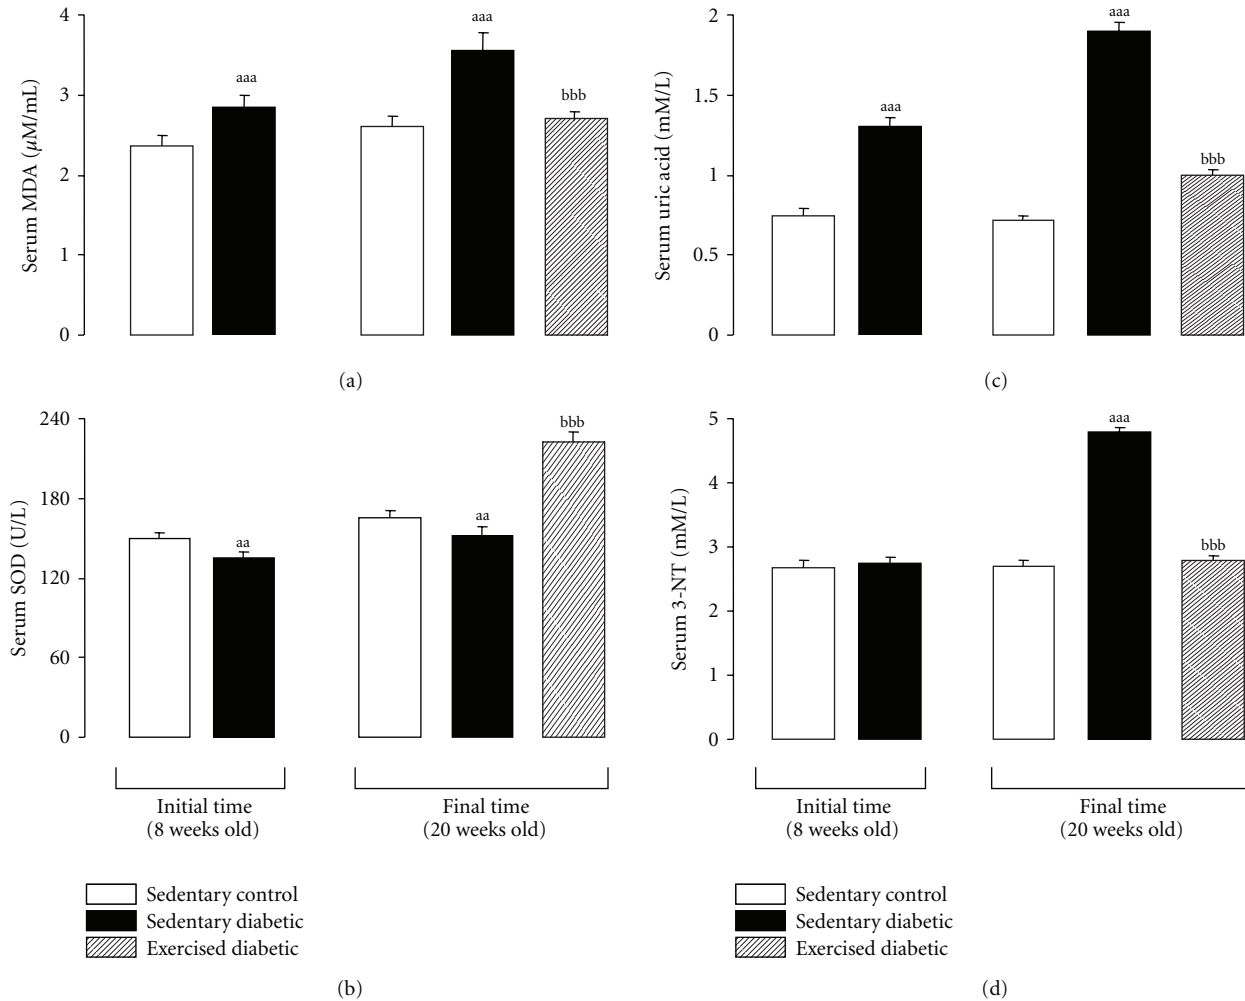 4
3
2
1
0
Serum MDA (µM/mL)
aaa
aaa
bbb
(a)
2
1.5
1
0.5
0
Serum uric acid (mM/L)
aaa
aaa
bbb
(c)
240
180
120
60
0
Serum SOD (U/L)
aa
aa
bbb
Initial time
(8 weeks old)
Final time
(20 weeks old)
Sedentary control
Sedentary diabetic
Exercised diabetic
(b)
5
4
3
2
1
0
Serum 3-NT (mM/L)
aaa
bbb
Initial time
(8 weeks old)
Final time
(20 weeks old)
Sedentary control
Sedentary diabetic
Exercised diabetic
(d)